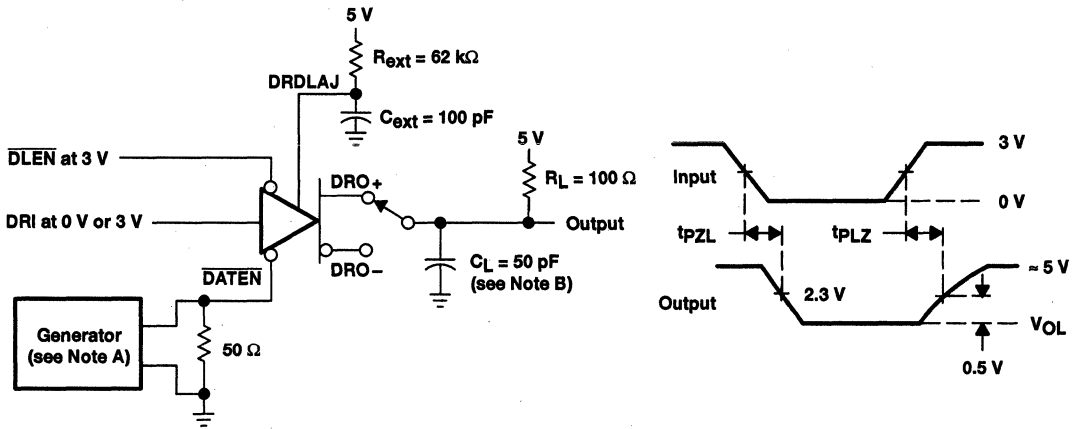 5 V
Rext = 62 kΩ
DRDLAJ
Cext = 100 pF
DLEN at 3 V
DRI at 0 V or 3 V
DATEN
DRO+
DRO−
5 V
RL = 100 Ω
Output
CL = 50 pF
(see Note B)
Generator
(see Note A)
50 Ω
Input
3 V
0 V
tPZL
tPLZ
Output
2.3 V
≈ 5 V
VOL
0.5 V